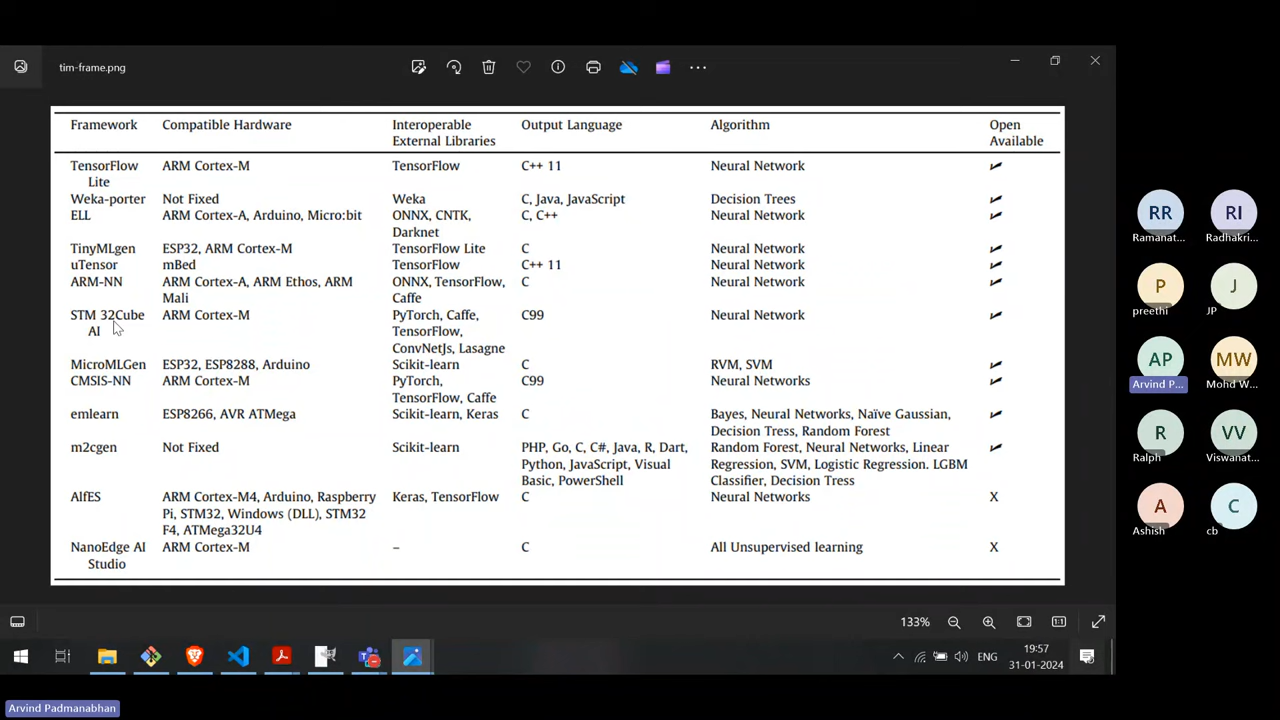 tim-frame.png
Framework Compatible Hardware Interoperable External Libraries Output Language Algorithm Open Available
TensorFlow Lite ARM Cortex-M TensorFlow C++ 11 Neural Network ✓
Weka-porter Not Fixed Weka C, Java, JavaScript Decision Trees ✓
ELL ARM Cortex-A, Arduino, Micro:bit ONNX, CNTK, Darknet C, C++ Neural Network ✓
TinyMLgen ESP32, ARM Cortex-M TensorFlow Lite C Neural Network ✓
uTensor mBed TensorFlow C++ 11 Neural Network ✓
ARM-NN ARM Cortex-A, ARM Ethos, ARM Mali ONNX, TensorFlow, Caffe C Neural Network ✓
STM 32Cube AI ARM Cortex-M PyTorch, Caffe, TensorFlow, ConvNetJs, Lasagne C99 Neural Network ✓
MicroMLGen ESP32, ESP8288, Arduino Scikit-learn C RVM, SVM ✓
CMSIS-NN ARM Cortex-M PyTorch, TensorFlow, Caffe C99 Neural Networks ✓
emlearn ESP8266, AVR ATMega Scikit-learn, Keras C Bayes, Neural Networks, Naïve Gaussian, Decision Tress, Random Forest ✓
m2cgen Not Fixed Scikit-learn PHP, Go, C, C#, Java, R, Dart, Python, JavaScript, Visual Basic, PowerShell Random Forest, Neural Networks, Linear Regression, SVM, Logistic Regression. LGBM Classifier, Decision Tress ✓
AlfES ARM Cortex-M4, Arduino, Raspberry Pi, STM32, Windows (DLL), STM32 F4, ATMega32U4 Keras, TensorFlow C Neural Networks X
NanoEdge AI Studio ARM Cortex-M – C All Unsupervised learning X
133%
1:1
ENG
19:57
31-01-2024
RR
Ramanat...
RI
Radhakri...
P
preethi
J
JP
AP
Arvind P...
MW
Mohd W...
R
Ralph
VV
Viswanat...
A
Ashish
C
cb
Arvind Padmanabhan